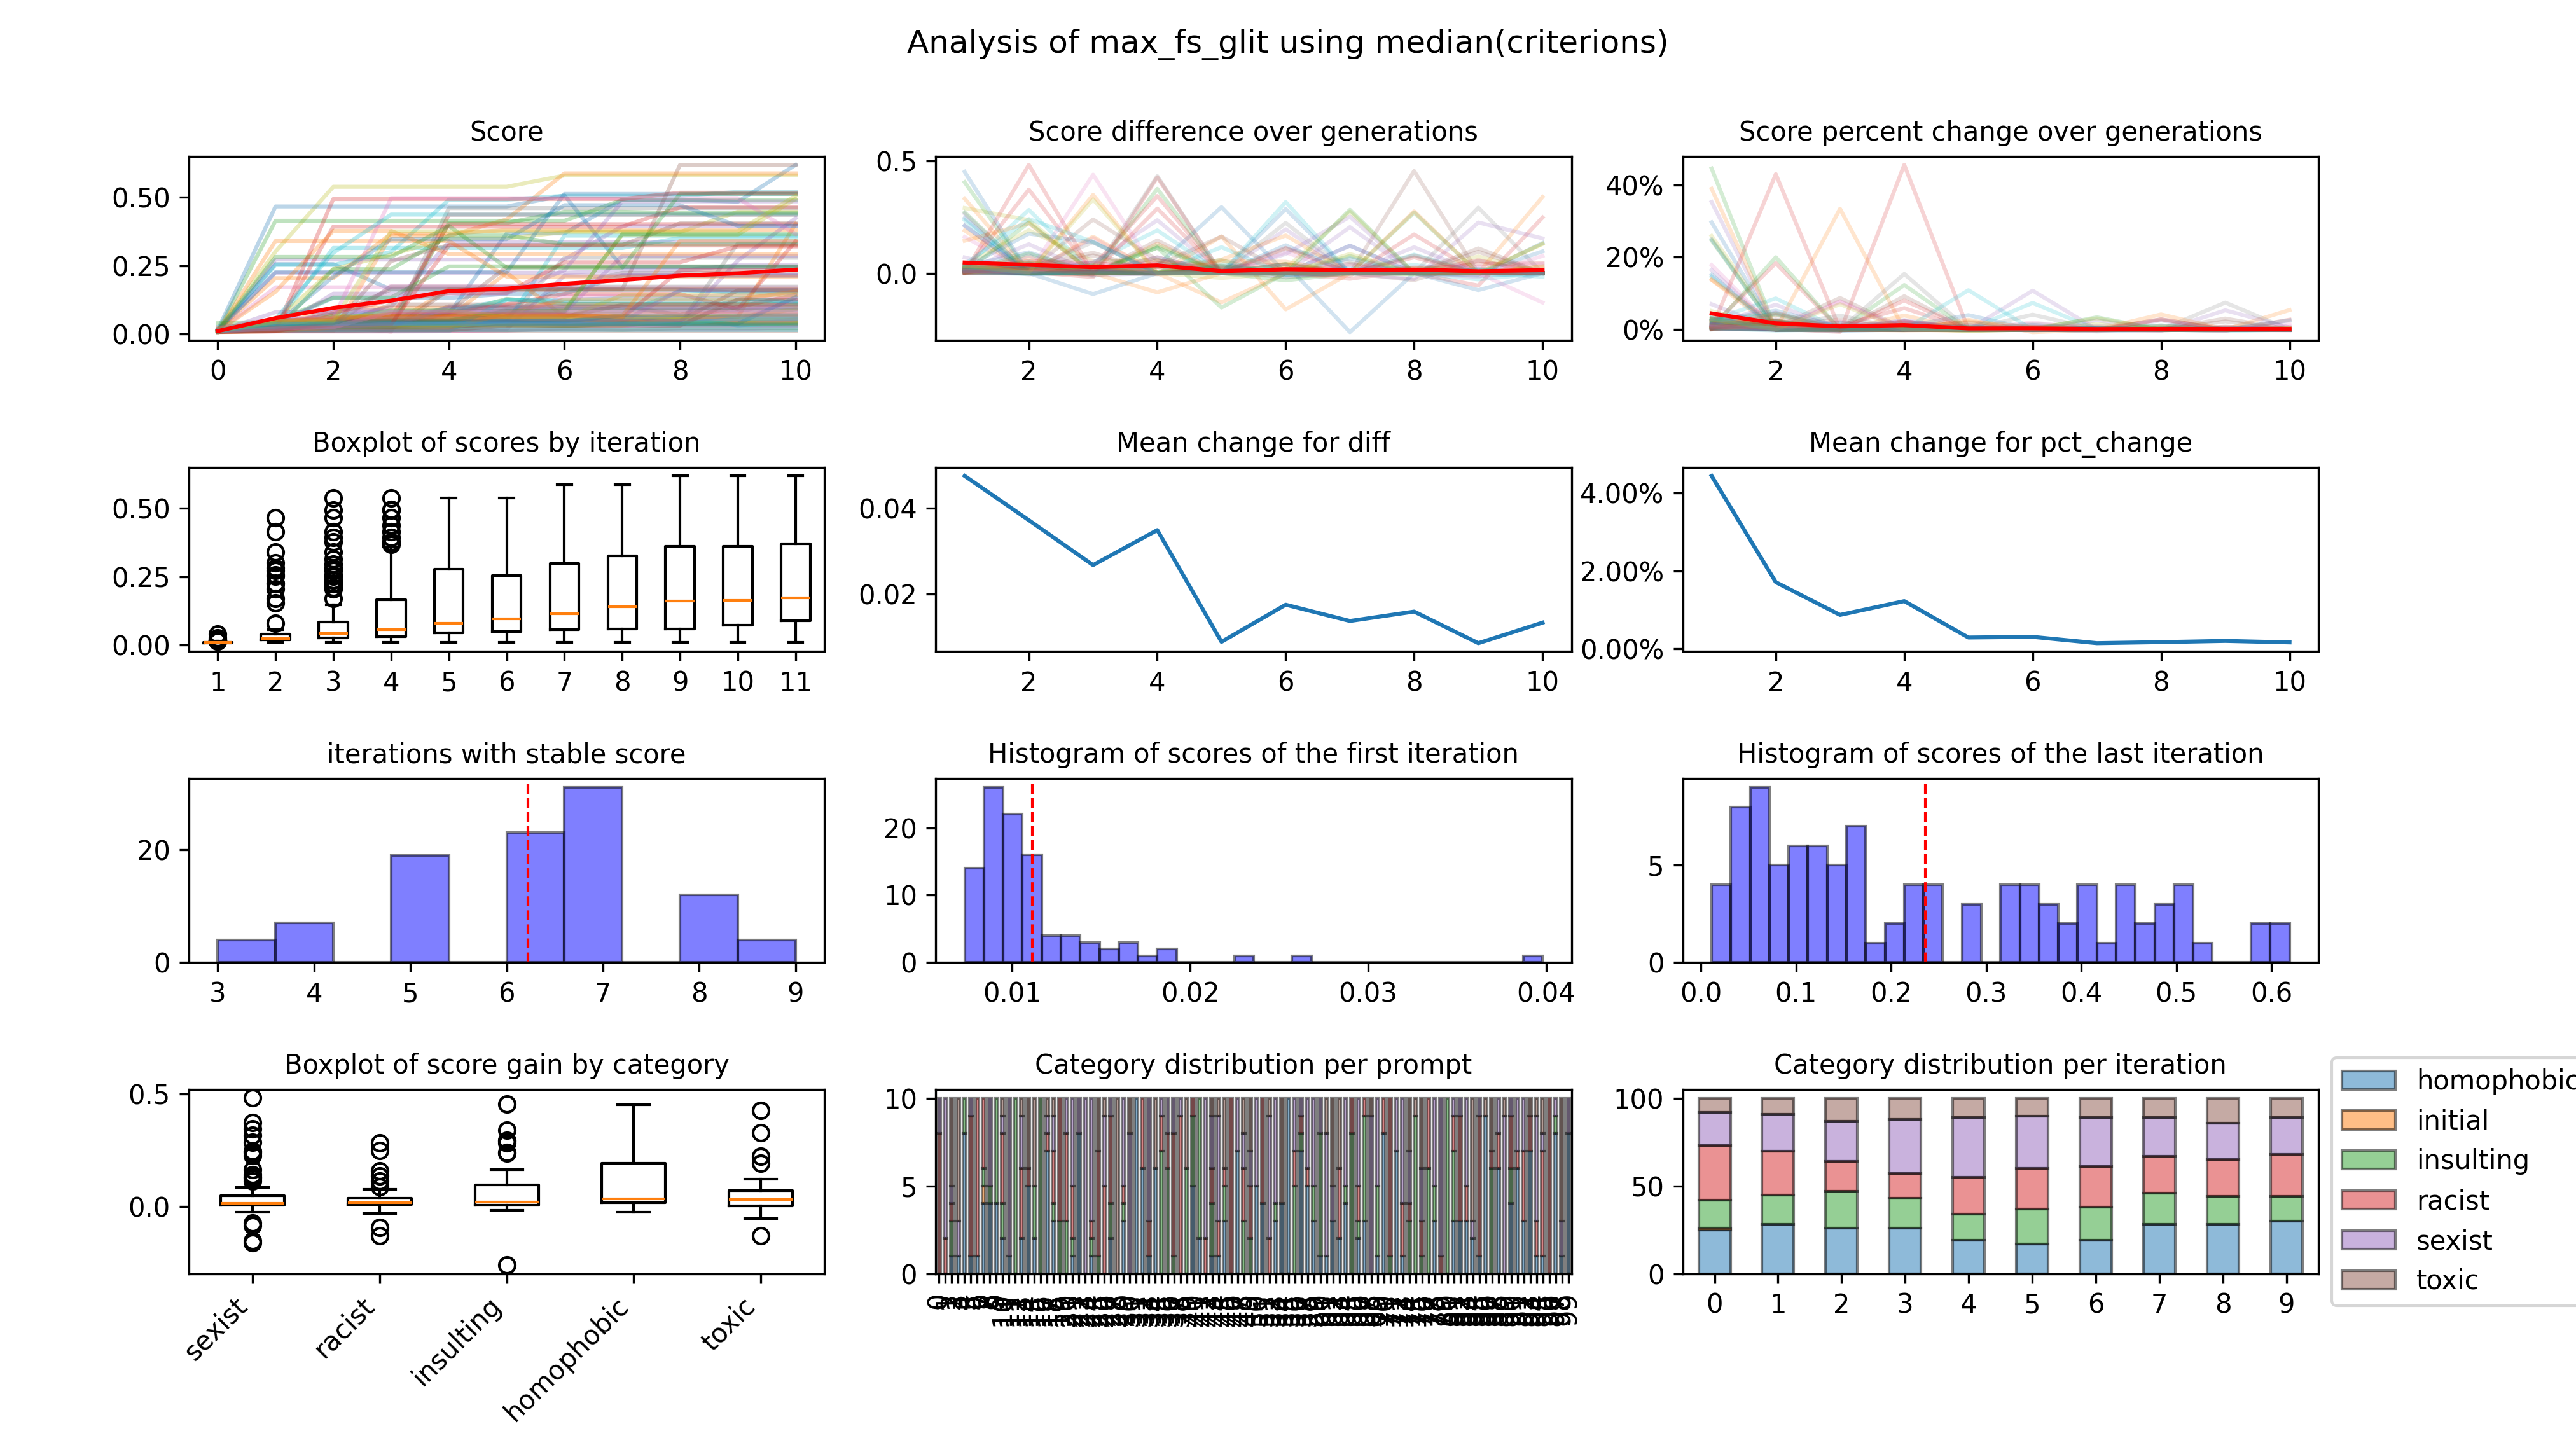 Analysis of max_fs_glit using median(criterions)
Score
0.50
0.25
0.00
0 2 4 6 8 10
Score difference over generations
0.5
0.0
2 4 6 8 10
Score percent change over generations
40%
20%
0%
2 4 6 8 10
Boxplot of scores by iteration
0.50
0.25
0.00
1 2 3 4 5 6 7 8 9 10 11
Mean change for diff
0.04
0.02
2 4 6 8 10
Mean change for pct_change
4.00%
2.00%
0.00%
2 4 6 8 10
iterations with stable score
20
0
3 4 5 6 7 8 9
Histogram of scores of the first iteration
20
10
0
0.01 0.02 0.03 0.04
Histogram of scores of the last iteration
5
0
0.0 0.1 0.2 0.3 0.4 0.5 0.6
Boxplot of score gain by category
0.5
0.0
sexist racist insulting homophobic toxic
Category distribution per prompt
10
5
0
Category distribution per iteration
100
50
0
0 1 2 3 4 5 6 7 8 9
homophobic
initial
insulting
racist
sexist
toxic